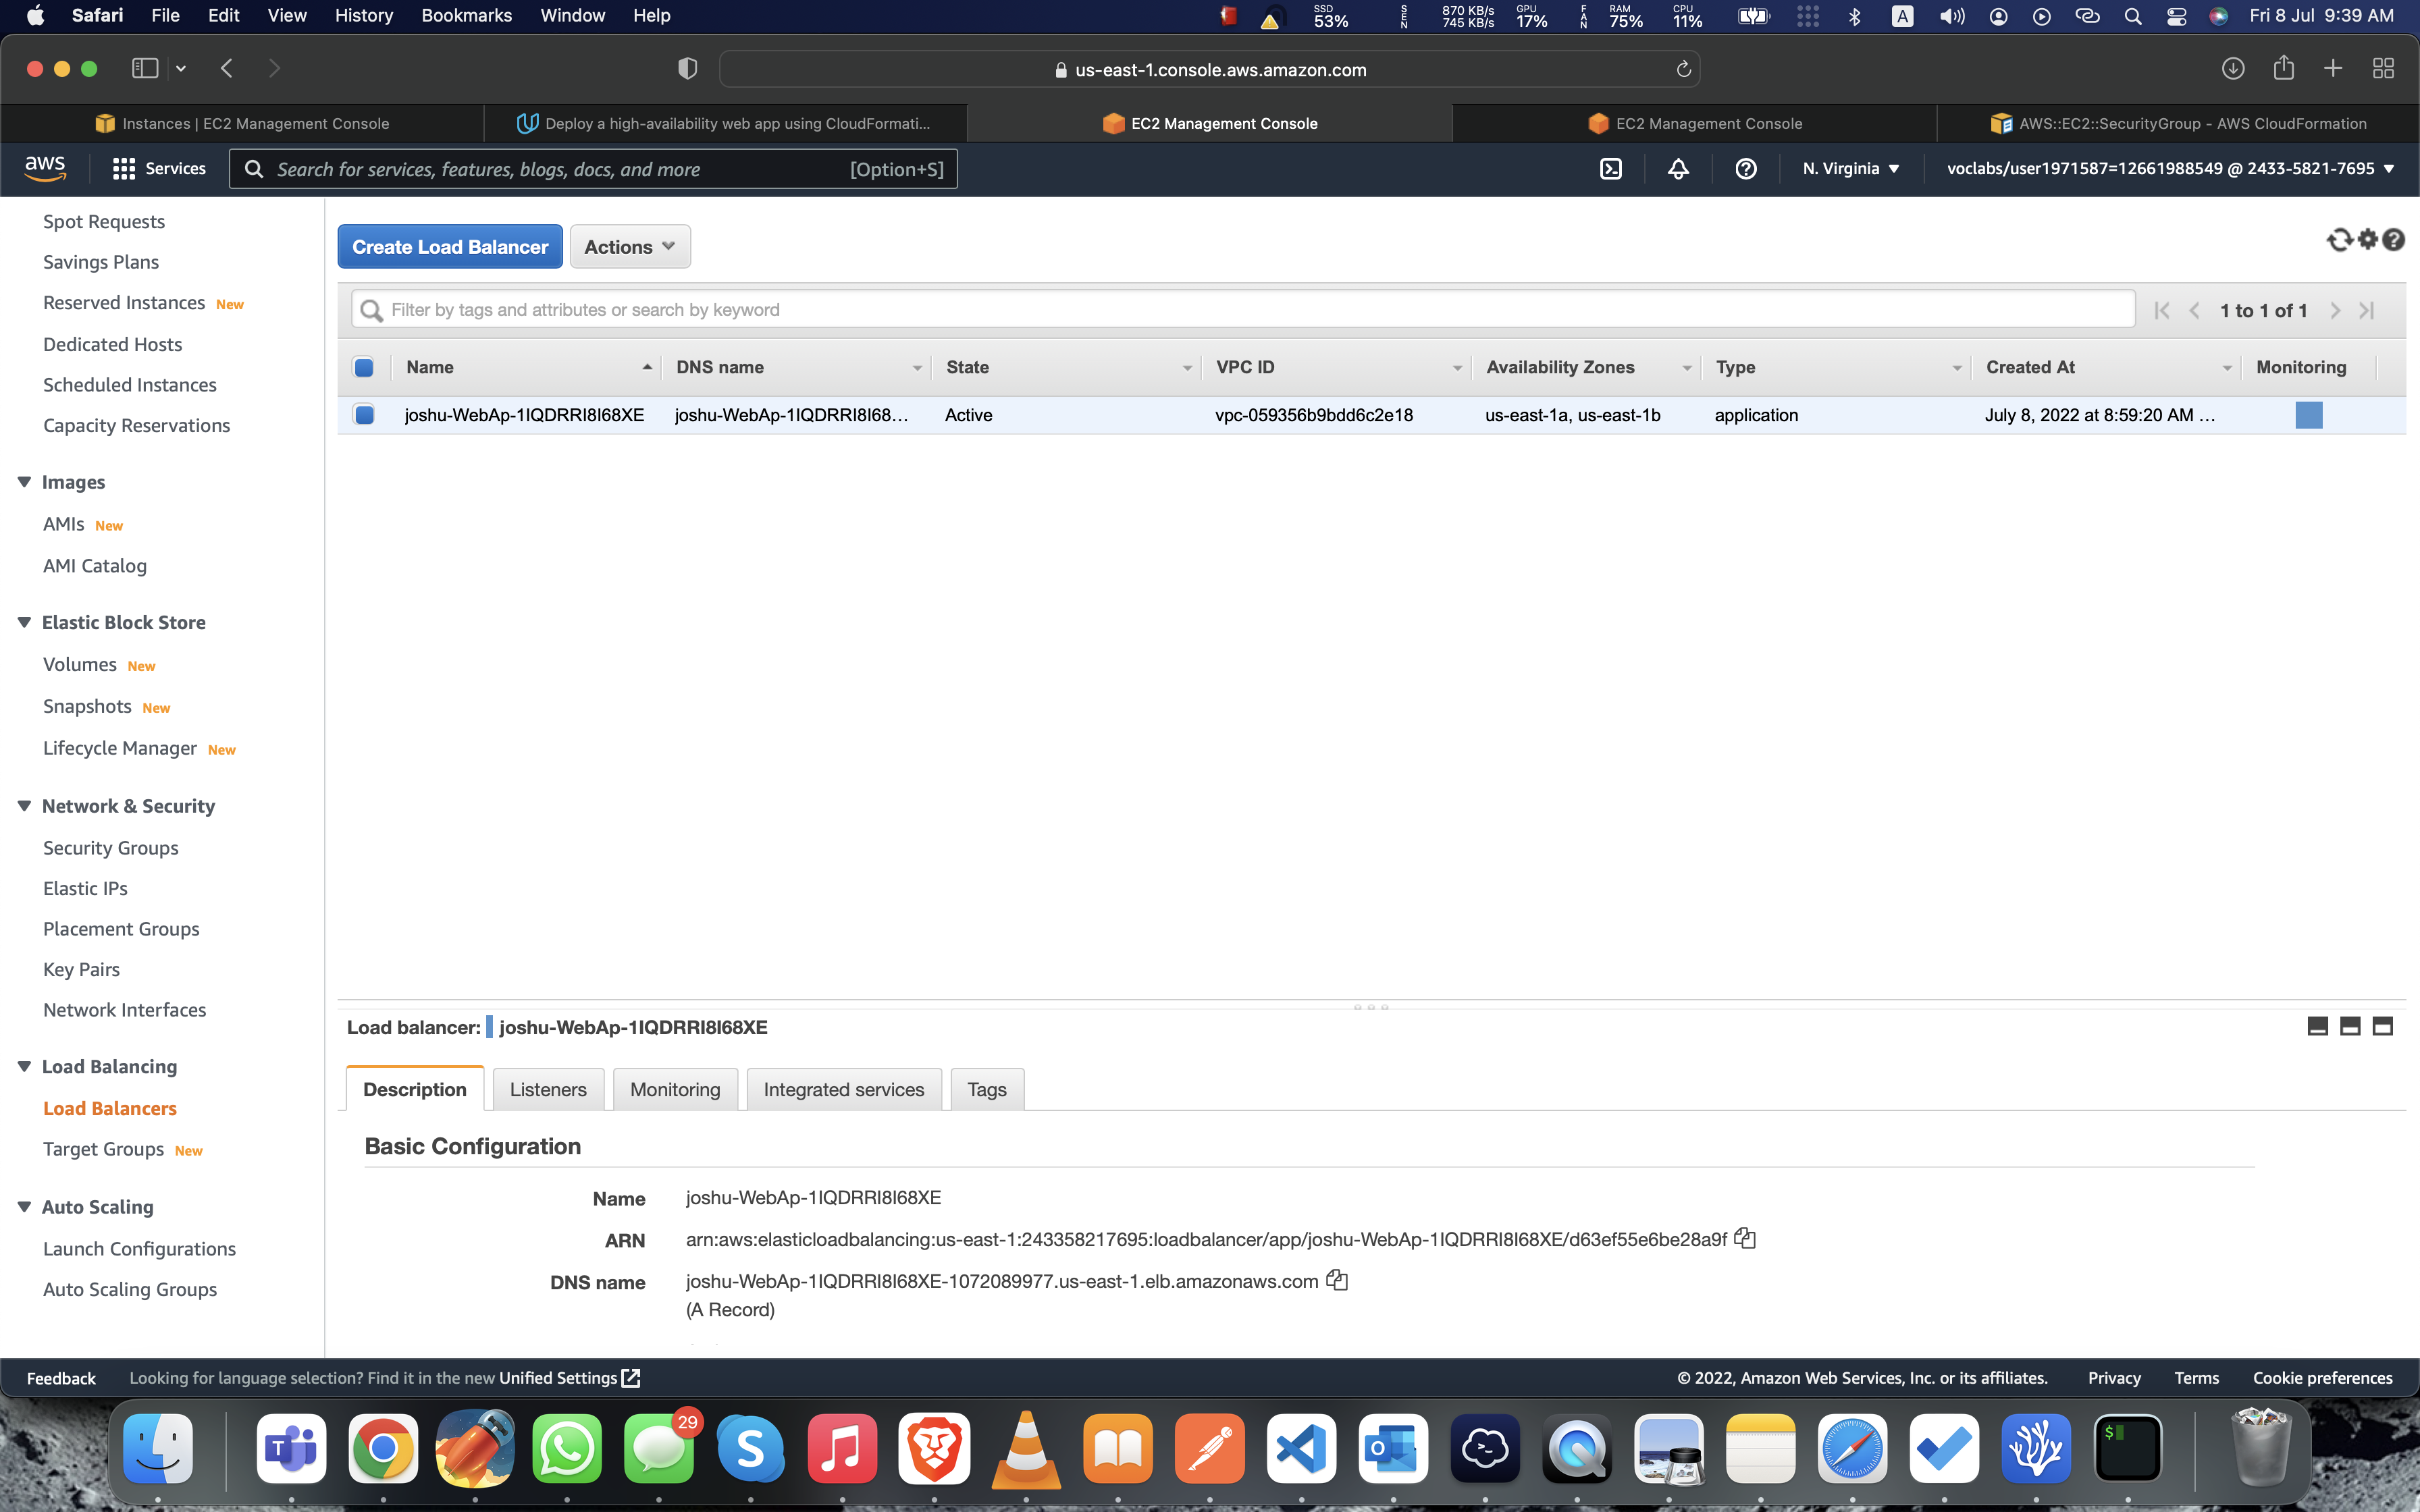 Safari File Edit View History Bookmarks Window Help SSD 53% SEN 870 KB/s 745 KB/s GPU 17% FAN RAM 75% CPU 11% A Fri 8 Jul 9:39 AM
us-east-1.console.aws.amazon.com
Instances | EC2 Management Console
Deploy a high-availability web app using CloudFormati...
EC2 Management Console
EC2 Management Console
AWS::EC2::SecurityGroup - AWS CloudFormation
aws Services Search for services, features, blogs, docs, and more [Option+S] N. Virginia voclabs/user1971587=12661988549 @ 2433-5821-7695
Spot Requests
Savings Plans
Reserved Instances New
Dedicated Hosts
Scheduled Instances
Capacity Reservations
Images
AMIs New
AMI Catalog
Elastic Block Store
Volumes New
Snapshots New
Lifecycle Manager New
Network & Security
Security Groups
Elastic IPs
Placement Groups
Key Pairs
Network Interfaces
Load Balancing
Load Balancers
Target Groups New
Auto Scaling
Launch Configurations
Auto Scaling Groups
Create Load Balancer Actions
Filter by tags and attributes or search by keyword 1 to 1 of 1
Name DNS name State VPC ID Availability Zones Type Created At Monitoring
joshu-WebAp-1IQDRRI8I68XE joshu-WebAp-1IQDRRI8I68... Active vpc-059356b9bdd6c2e18 us-east-1a, us-east-1b application July 8, 2022 at 8:59:20 AM ...
Load balancer: joshu-WebAp-1IQDRRI8I68XE
Description Listeners Monitoring Integrated services Tags
Basic Configuration
Name joshu-WebAp-1IQDRRI8I68XE
ARN arn:aws:elasticloadbalancing:us-east-1:243358217695:loadbalancer/app/joshu-WebAp-1IQDRRI8I68XE/d63ef55e6be28a9f
DNS name joshu-WebAp-1IQDRRI8I68XE-1072089977.us-east-1.elb.amazonaws.com
(A Record)
Feedback Looking for language selection? Find it in the new Unified Settings © 2022, Amazon Web Services, Inc. or its affiliates. Privacy Terms Cookie preferences
29